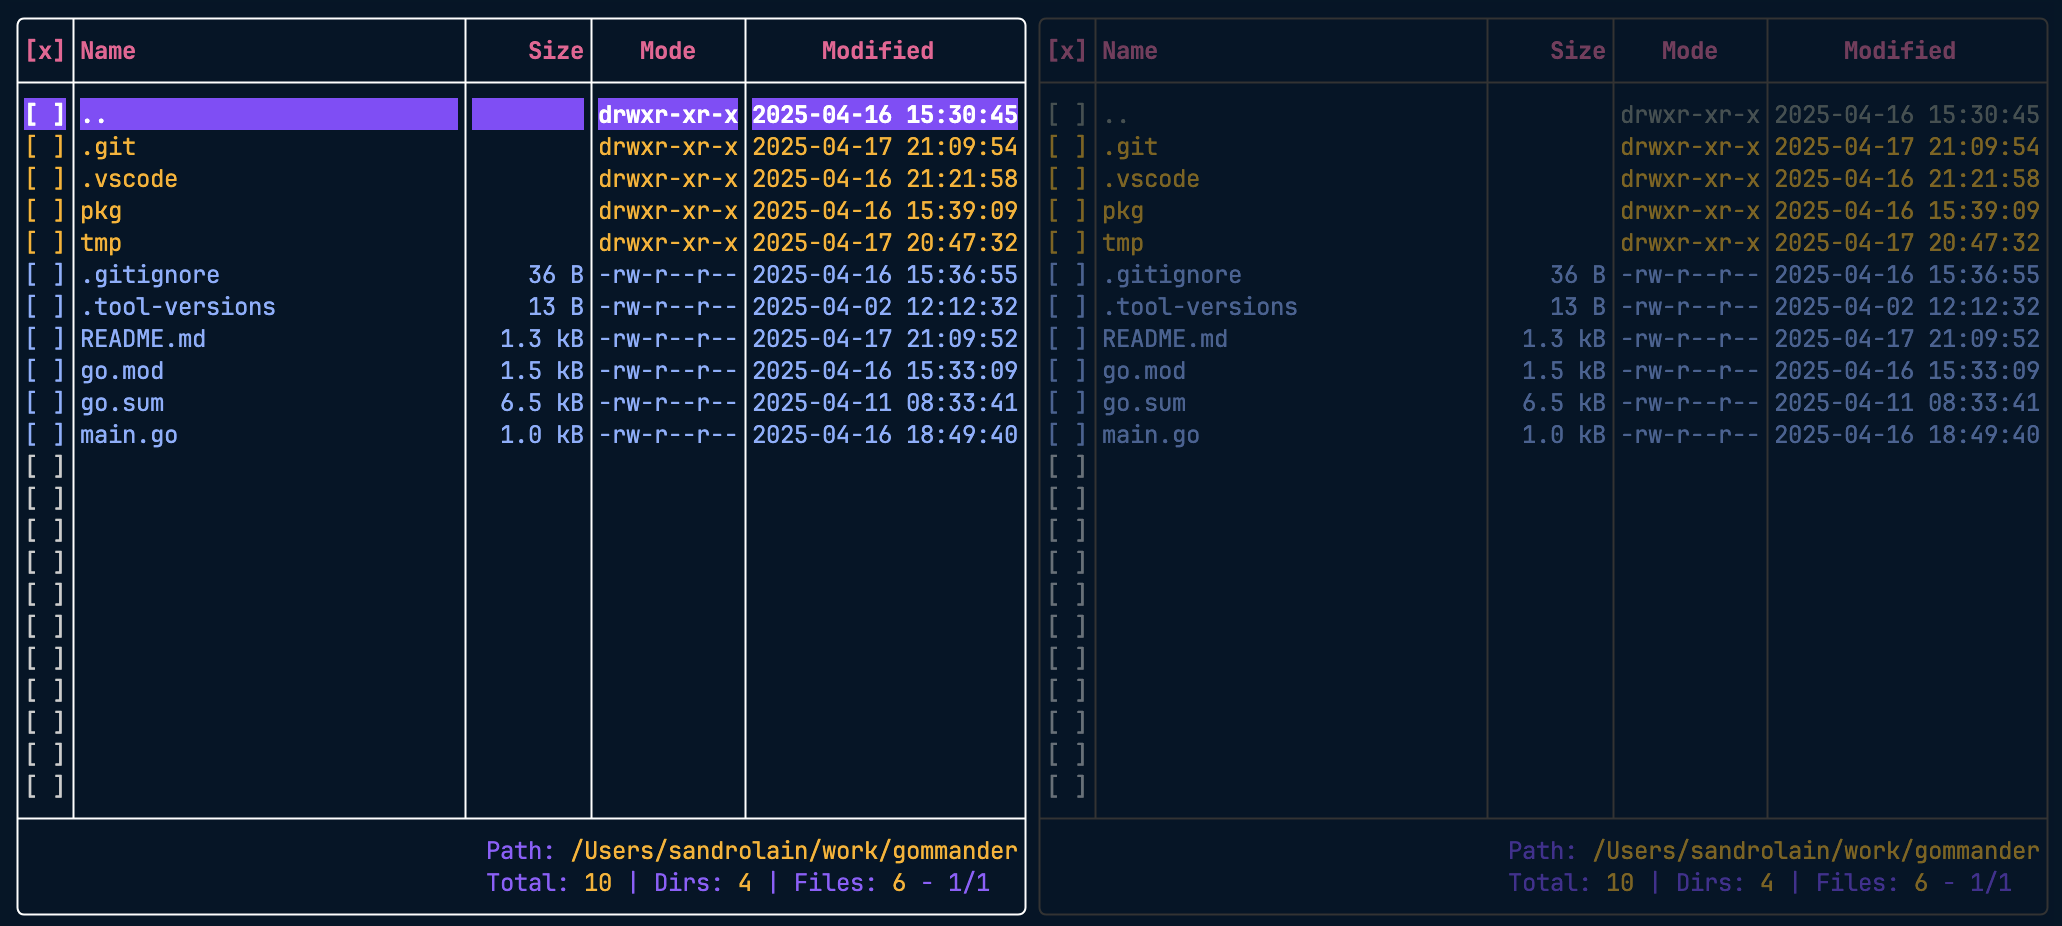 [x] Name Size Mode Modified
[ ] .. drwxr-xr-x 2025-04-16 15:30:45
[ ] .git drwxr-xr-x 2025-04-17 21:09:54
[ ] .vscode drwxr-xr-x 2025-04-16 21:21:58
[ ] pkg drwxr-xr-x 2025-04-16 15:39:09
[ ] tmp drwxr-xr-x 2025-04-17 20:47:32
[ ] .gitignore 36 B -rw-r--r-- 2025-04-16 15:36:55
[ ] .tool-versions 13 B -rw-r--r-- 2025-04-02 12:12:32
[ ] README.md 1.3 kB -rw-r--r-- 2025-04-17 21:09:52
[ ] go.mod 1.5 kB -rw-r--r-- 2025-04-16 15:33:09
[ ] go.sum 6.5 kB -rw-r--r-- 2025-04-11 08:33:41
[ ] main.go 1.0 kB -rw-r--r-- 2025-04-16 18:49:40
[ ]
[ ]
[ ]
[ ]
[ ]
[ ]
[ ]
[ ]
[ ]
[ ]
[ ]
Path: /Users/sandrolain/work/gommander
Total: 10 | Dirs: 4 | Files: 6 - 1/1
[x] Name Size Mode Modified
[ ] .. drwxr-xr-x 2025-04-16 15:30:45
[ ] .git drwxr-xr-x 2025-04-17 21:09:54
[ ] .vscode drwxr-xr-x 2025-04-16 21:21:58
[ ] pkg drwxr-xr-x 2025-04-16 15:39:09
[ ] tmp drwxr-xr-x 2025-04-17 20:47:32
[ ] .gitignore 36 B -rw-r--r-- 2025-04-16 15:36:55
[ ] .tool-versions 13 B -rw-r--r-- 2025-04-02 12:12:32
[ ] README.md 1.3 kB -rw-r--r-- 2025-04-17 21:09:52
[ ] go.mod 1.5 kB -rw-r--r-- 2025-04-16 15:33:09
[ ] go.sum 6.5 kB -rw-r--r-- 2025-04-11 08:33:41
[ ] main.go 1.0 kB -rw-r--r-- 2025-04-16 18:49:40
[ ]
[ ]
[ ]
[ ]
[ ]
[ ]
[ ]
[ ]
[ ]
[ ]
[ ]
Path: /Users/sandrolain/work/gommander
Total: 10 | Dirs: 4 | Files: 6 - 1/1